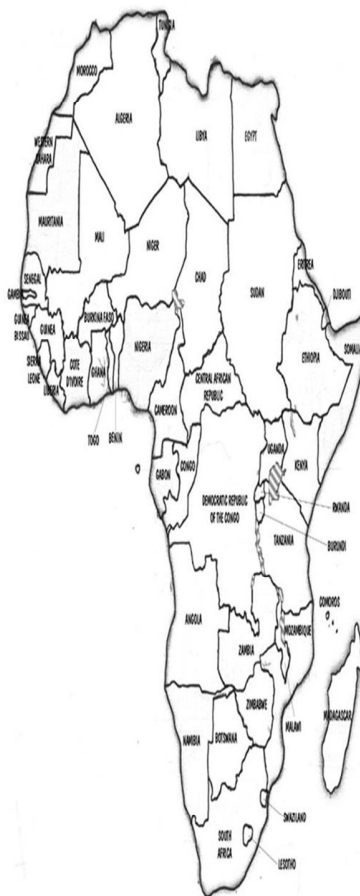 TUNISIA
MOROCCO
ALGERIA
LIBYA
EGYPT
WESTERN
SAHARA
MAURITANIA
MALI
NIGER
CHAD
SUDAN
ERITREA
DJIBOUTI
SENEGAL
GAMBIA
GUINEA
BISSAU
GUINEA
BURKINA FASO
NIGERIA
ETHIOPIA
SOMALIA
SIERRA
LEONE
LIBERIA
COTE
D'IVOIRE
GHANA
TOGO
BENIN
CENTRAL AFRICAN
REPUBLIC
CAMEROON
UGANDA
KENYA
GABON
CONGO
DEMOCRATIC REPUBLIC
OF THE CONGO
RWANDA
BURUNDI
TANZANIA
COMOROS
ANGOLA
ZAMBIA
MOZAMBIQUE
MALAWI
ZIMBABWE
MADAGASCAR
NAMIBIA
BOTSWANA
SWAZILAND
SOUTH
AFRICA
LESOTHO